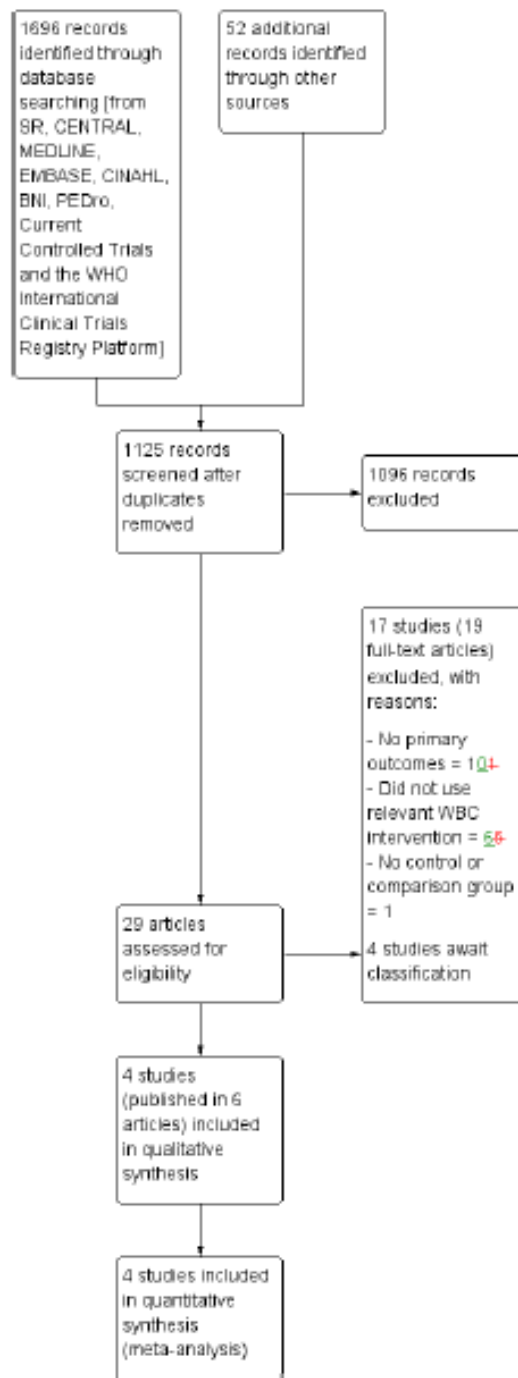 1696 records
identified through
database
searching [from
SR, CENTRAL,
MEDLINE,
EMBASE, CINAHL,
BNI, PEDro,
Current
Controlled Trials
and the WHO
International
Clinical Trials
Registry Platform]
52 additional
records identified
through other
sources
1125 records
screened after
duplicates
removed
1096 records
excluded
17 studies (19
full-text articles)
excluded, with
reasons:
- No primary
outcomes = 101
- Did not use
relevant WBC
intervention = 65
- No control or
comparison group
= 1
4 studies await
classification
29 articles
assessed for
eligibility
4 studies
(published in 6
articles) included
in qualitative
synthesis
4 studies included
in quantitative
synthesis
(meta-analysis)